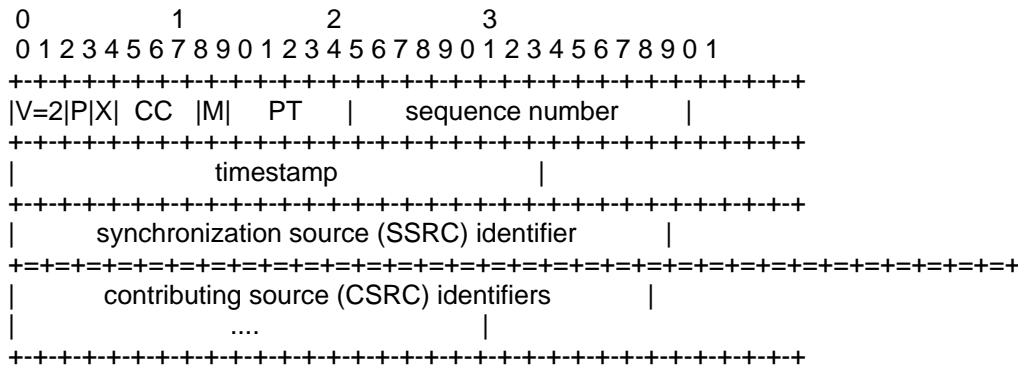 0                   1                   2                   3
0 1 2 3 4 5 6 7 8 9 0 1 2 3 4 5 6 7 8 9 0 1 2 3 4 5 6 7 8 9 0 1
+-+-+-+-+-+-+-+-+-+-+-+-+-+-+-+-+-+-+-+-+-+-+-+-+-+-+-+-+-+-+-+-+
|V=2|P|X|  CC   |M|     PT      |       sequence number         |
+-+-+-+-+-+-+-+-+-+-+-+-+-+-+-+-+-+-+-+-+-+-+-+-+-+-+-+-+-+-+-+-+
|                           timestamp                           |
+-+-+-+-+-+-+-+-+-+-+-+-+-+-+-+-+-+-+-+-+-+-+-+-+-+-+-+-+-+-+-+-+
|           synchronization source (SSRC) identifier            |
+=+=+=+=+=+=+=+=+=+=+=+=+=+=+=+=+=+=+=+=+=+=+=+=+=+=+=+=+=+=+=+=+
|            contributing source (CSRC) identifiers             |
|                             ....                              |
+-+-+-+-+-+-+-+-+-+-+-+-+-+-+-+-+-+-+-+-+-+-+-+-+-+-+-+-+-+-+-+-+